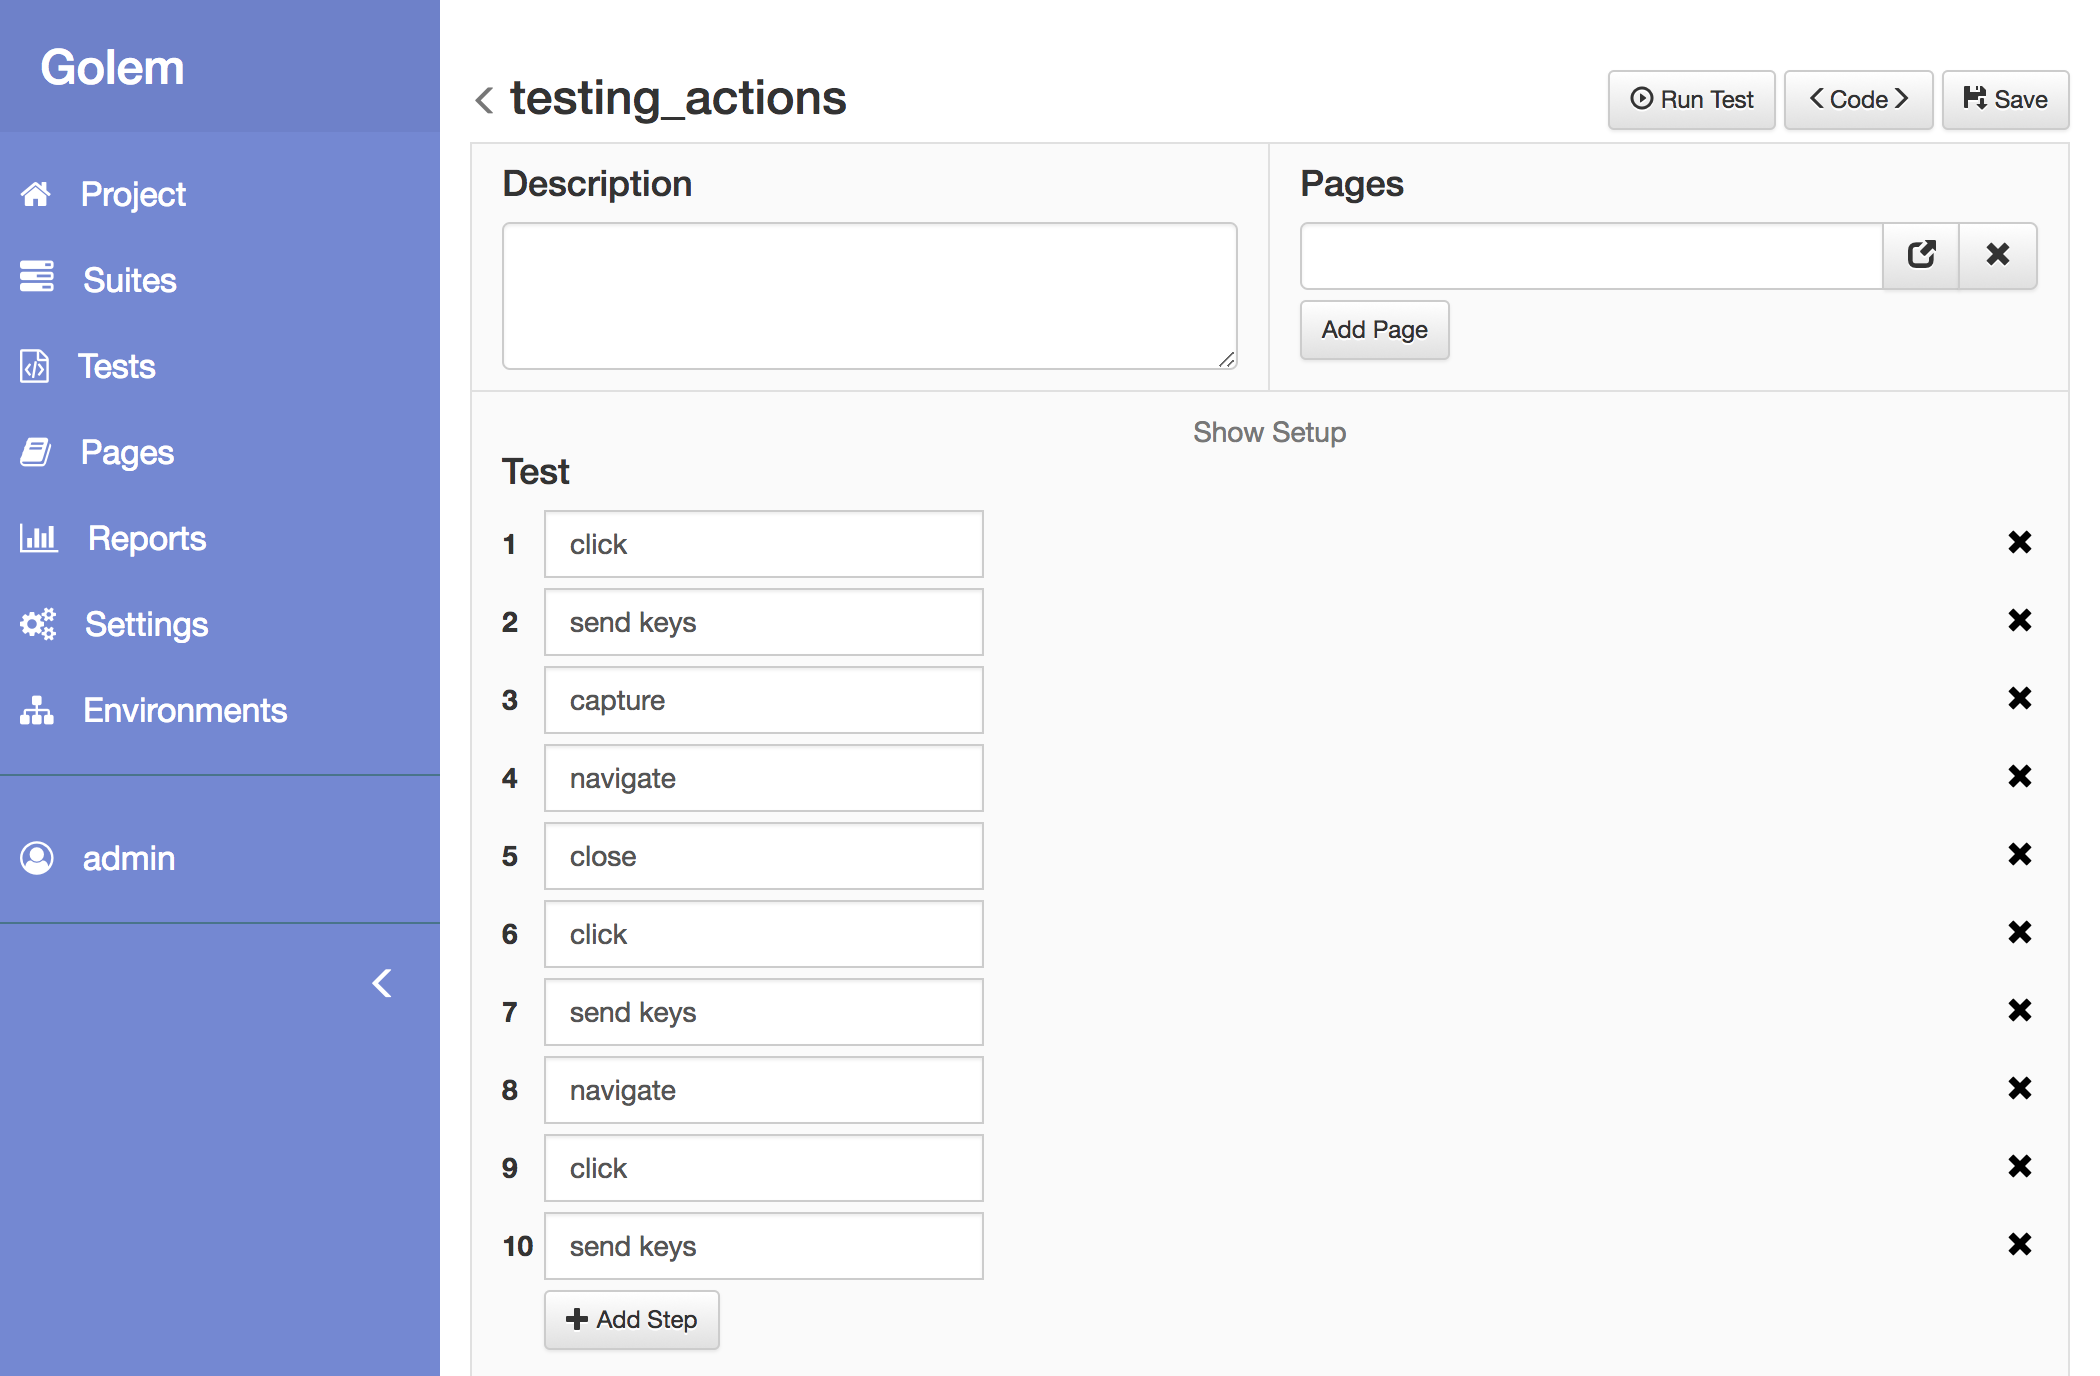 Golem
Project
Suites
Tests
Pages
Reports
Settings
Environments
admin
testing_actions
Run Test
Code
Save
Description
Pages
Add Page
Show Setup
Test
1 click
2 send keys
3 capture
4 navigate
5 close
6 click
7 send keys
8 navigate
9 click
10 send keys
Add Step